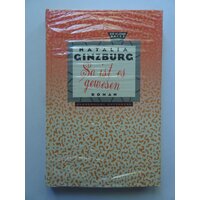 NATALIA
GINZBURG
So ist es
gewesen
ROMAN